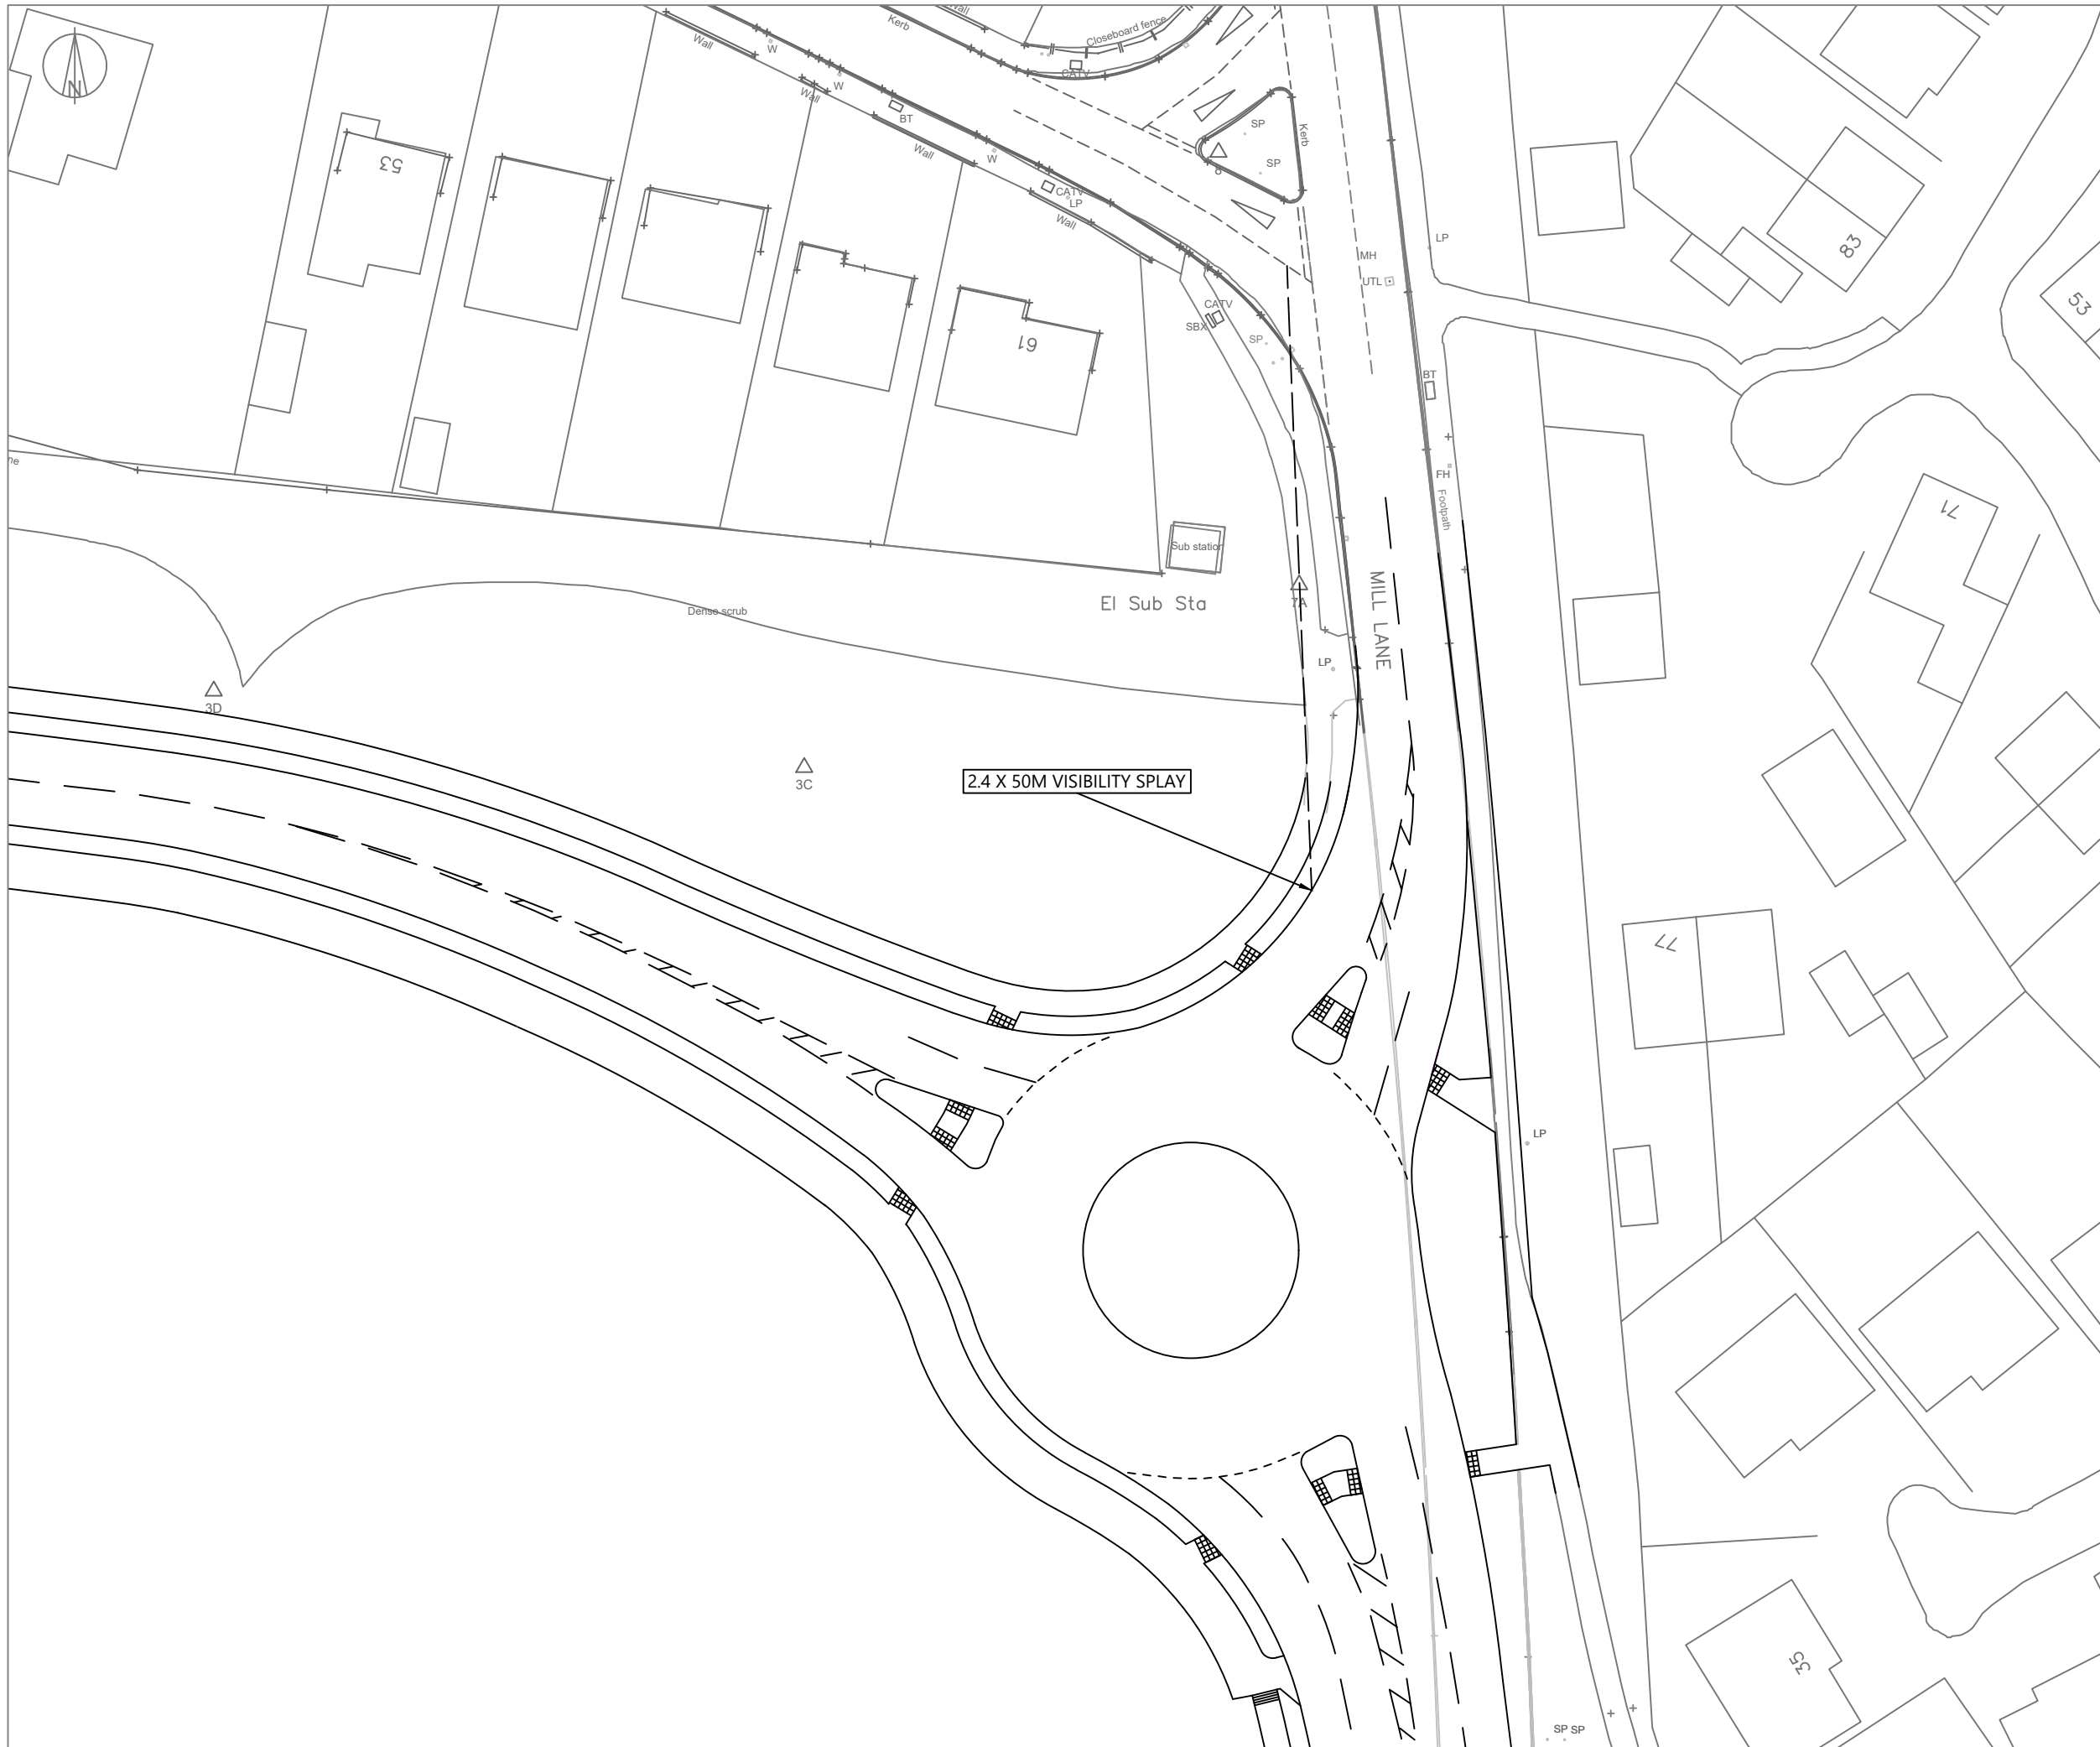 Wall
Kerb
Closeboard fence
Wall
W
CATV
N
W
Wall
BT
SP
Kerb
53
Wall
W
SP
CATV
LP
Wall
LP
83
MH
UTL
53
CATV
SBX
SP
61
BT
ne
FH
Footpath
71
Sub station
El Sub Sta
7A
MILL LANE
Dense scrub
LP
3D
3C
2.4 X 50M VISIBILITY SPLAY
77
LP
35
SP SP